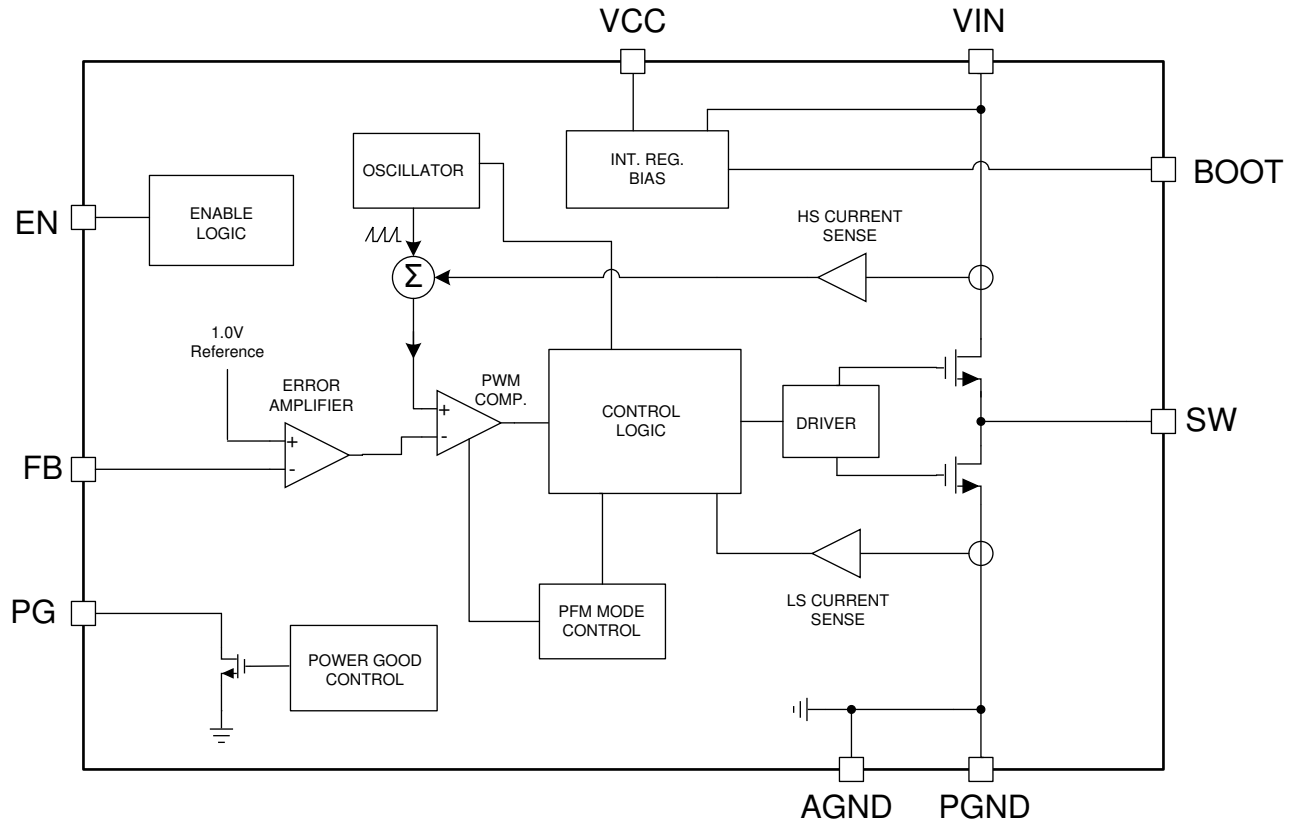 VCC
VIN
OSCILLATOR
INT. REG.
BIAS
BOOT
EN
ENABLE
LOGIC
HS CURRENT
SENSE
Σ
1.0V
Reference
ERROR
AMPLIFIER
+
-
PWM
COMP.
+
-
CONTROL
LOGIC
DRIVER
SW
FB
LS CURRENT
SENSE
PFM MODE
CONTROL
PG
POWER GOOD
CONTROL
AGND
PGND